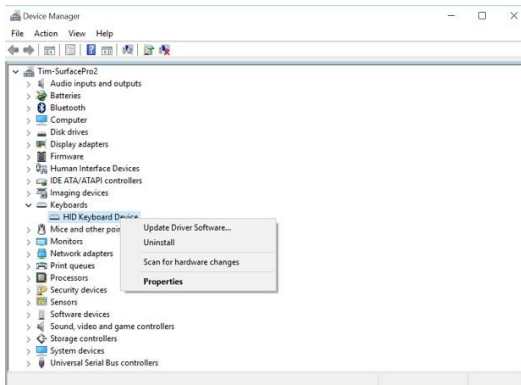 Device Manager
File Action View Help
Tim-SurfacePro2
Audio inputs and outputs
Batteries
Bluetooth
Computer
Disk drives
Display adapters
Firmware
Human Interface Devices
IDE ATA/ATAPI controllers
Imaging devices
Keyboards
HID Keyboard Device
Mice and other poin
Update Driver Software...
Uninstall
Scan for hardware changes
Properties
Monitors
Network adapters
Print queues
Processors
Security devices
Sensors
Software devices
Sound, video and game controllers
Storage controllers
System devices
Universal Serial Bus controllers